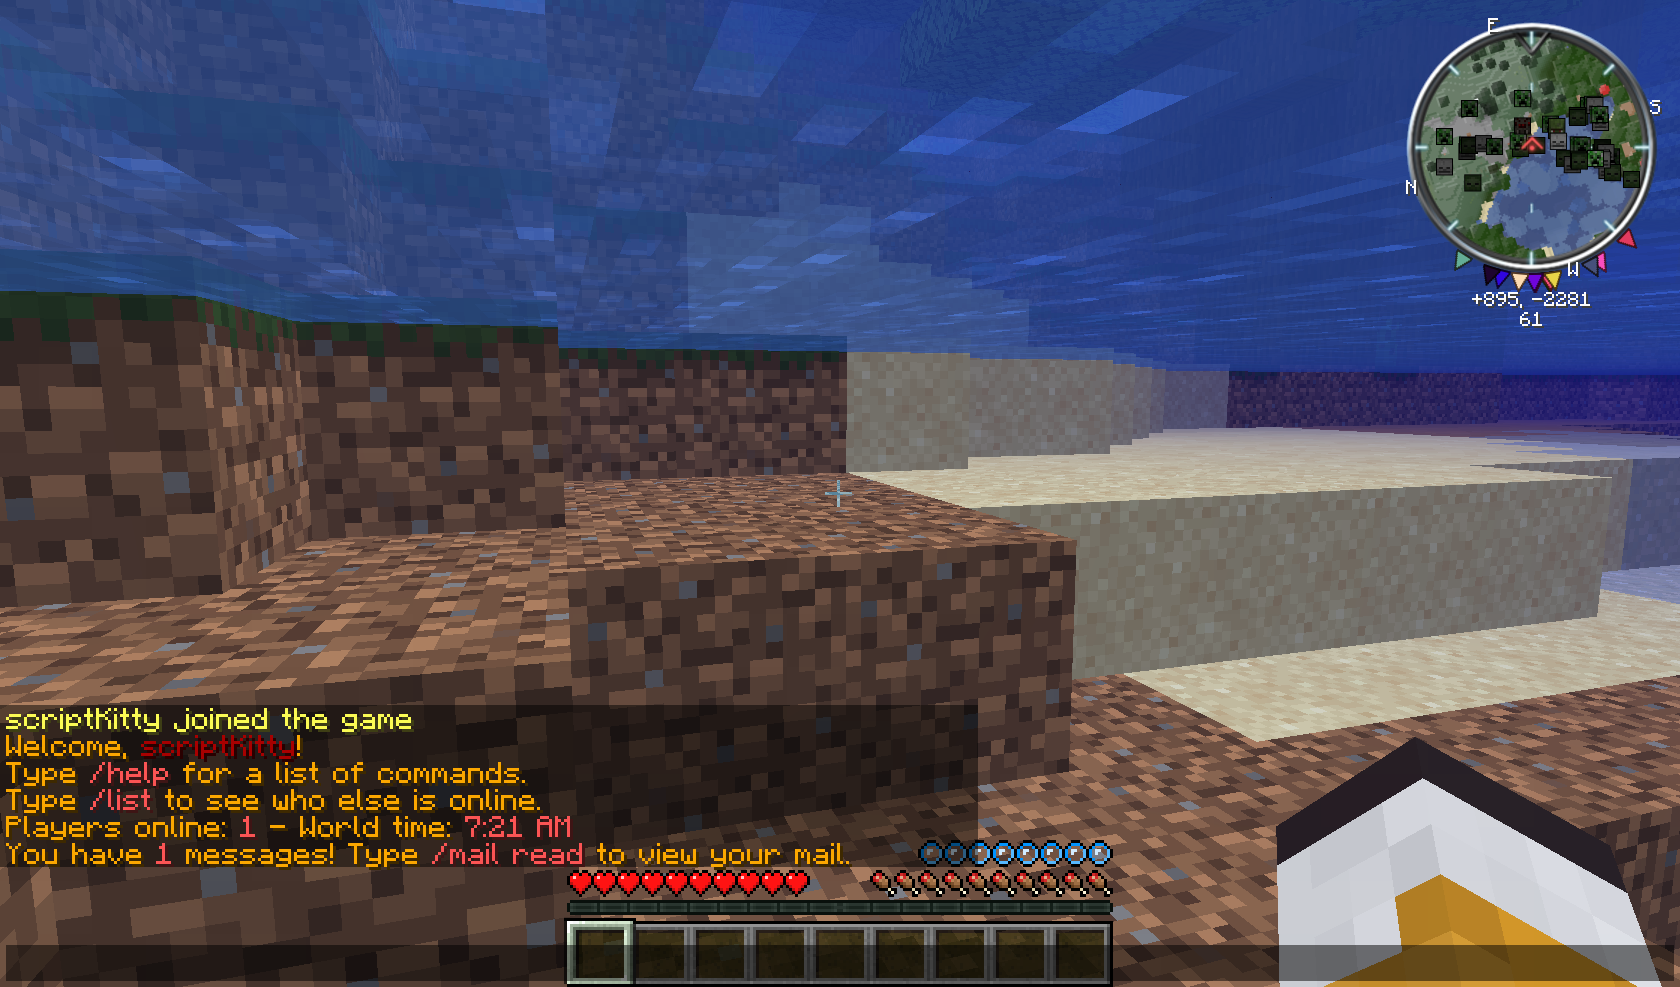 E
S
N
W
+895, -2281
61
scriptKitty joined the game
Welcome, scriptKitty!
Type /help for a list of commands.
Type /list to see who else is online.
Players online: 1 - World time: 7:21 AM
You have 1 messages! Type /mail read to view your mail.